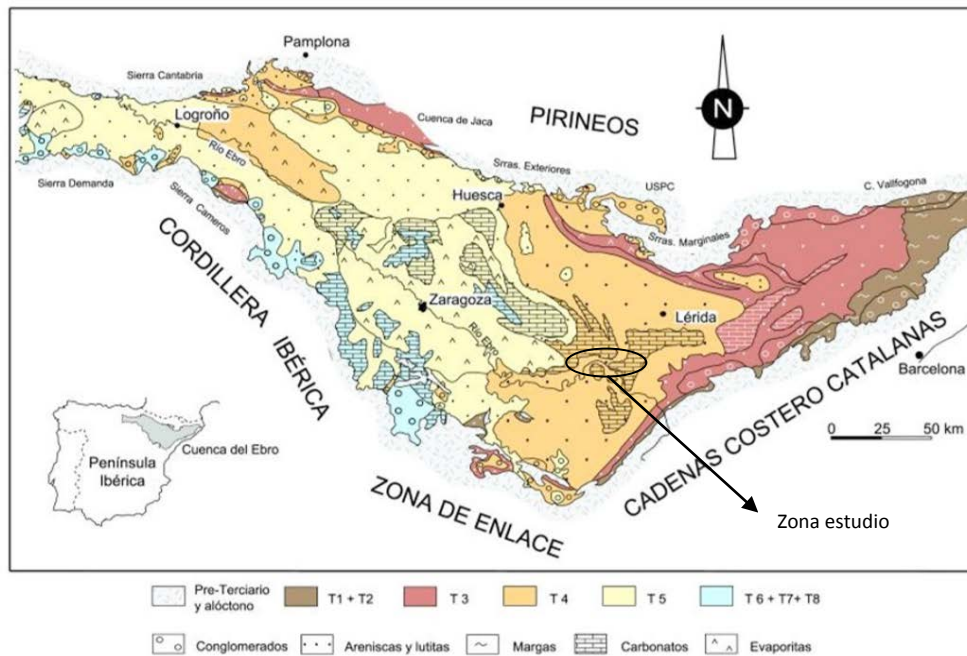 Pamplona
Sierra Cantabria
PIRINEOS
N
Cuenca de Jaca
Logroño
Srras. Exteriores
USPC
C. Vallfogona
Río Ebro
Sierra Demanda
Huesca
Sierra Cameros
Srras. Marginales
CORDILLERA IBÉRICA
Zaragoza
Lérida
Río Ebro
Barcelona
CADENAS COSTERO CATALANAS
0 25 50 km
Cuenca del Ebro
Península
Ibérica
ZONA DE ENLACE
Zona estudio
Pre-Terciario
y alóctono
T1 + T2
T 3
T 4
T 5
T 6 + T7+ T8
Conglomerados
Areniscas y lutitas
Margas
Carbonatos
Evaporitas